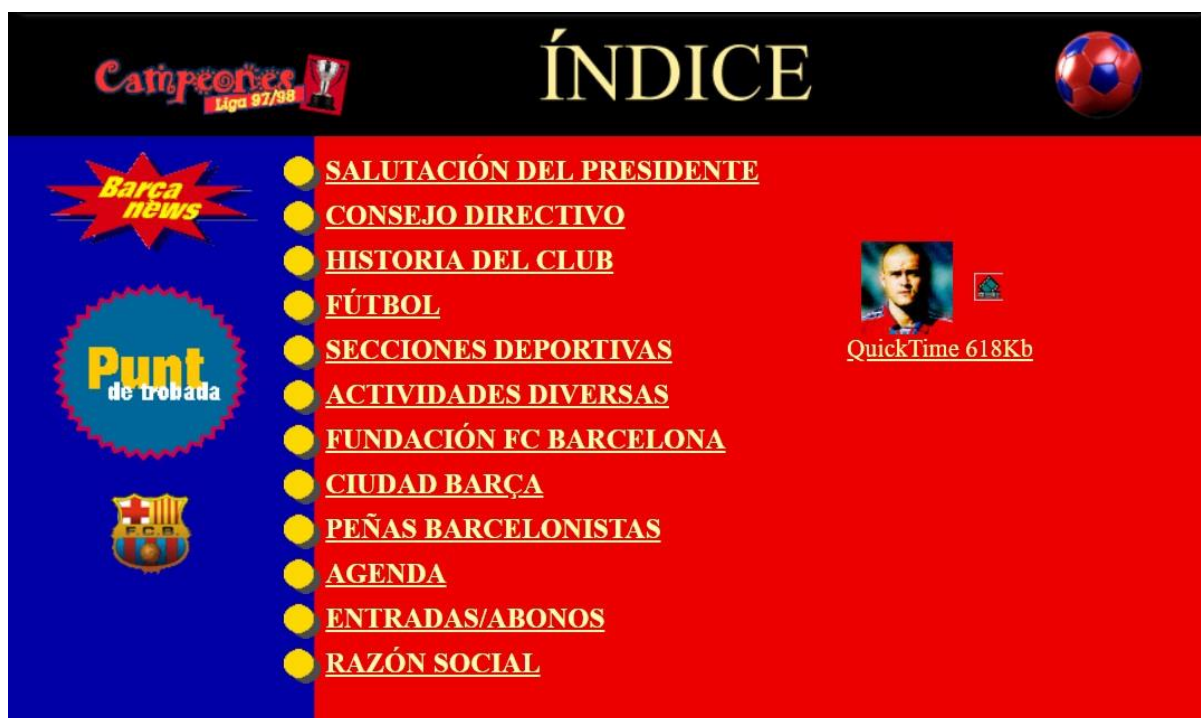 Campeones
Liga 97/98
ÍNDICE
Barça
news
Punt
de trobada
F.C.B.
SALUTACIÓN DEL PRESIDENTE
CONSEJO DIRECTIVO
HISTORIA DEL CLUB
FÚTBOL
SECCIONES DEPORTIVAS
ACTIVIDADES DIVERSAS
FUNDACIÓN FC BARCELONA
CIUDAD BARÇA
PEÑAS BARCELONISTAS
AGENDA
ENTRADAS/ABONOS
RAZÓN SOCIAL
QuickTime 618Kb